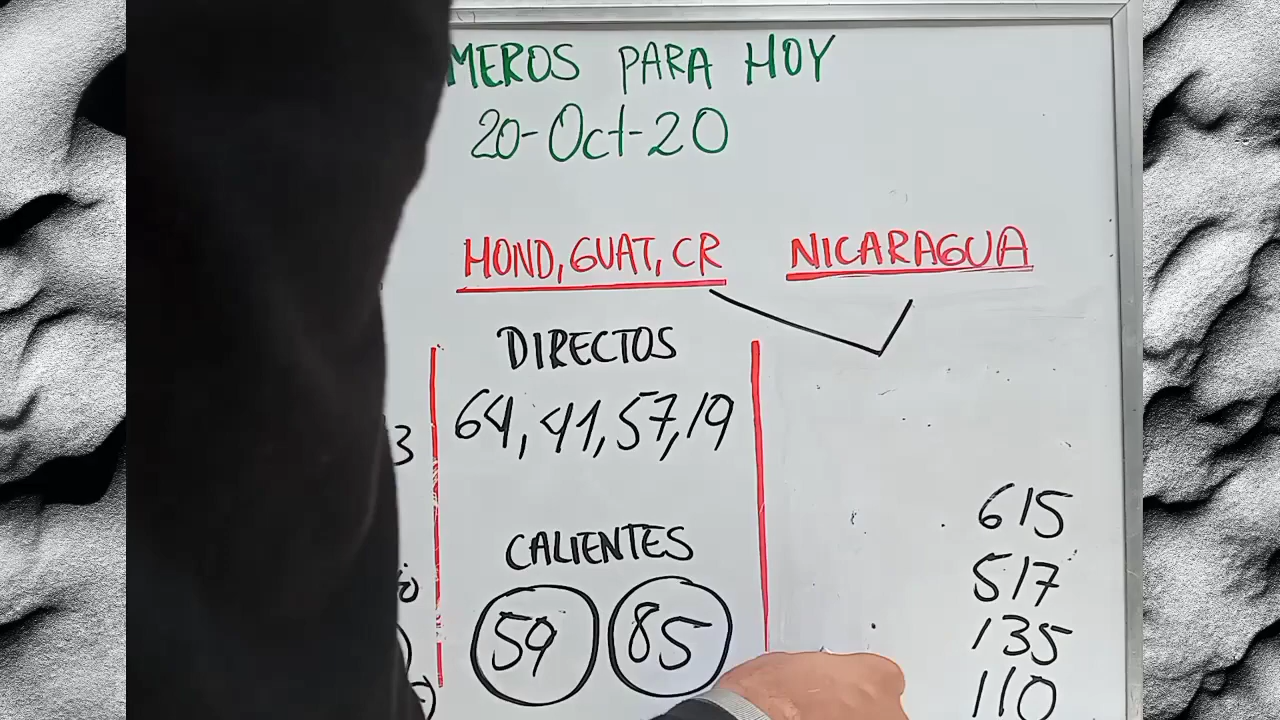 MEROS PARA HOY
20-Oct-20
HOND, GUAT, CR
NICARAGUA
DIRECTOS
64, 41, 57, 19
3
CALIENTES
59 85
615
517
135
110